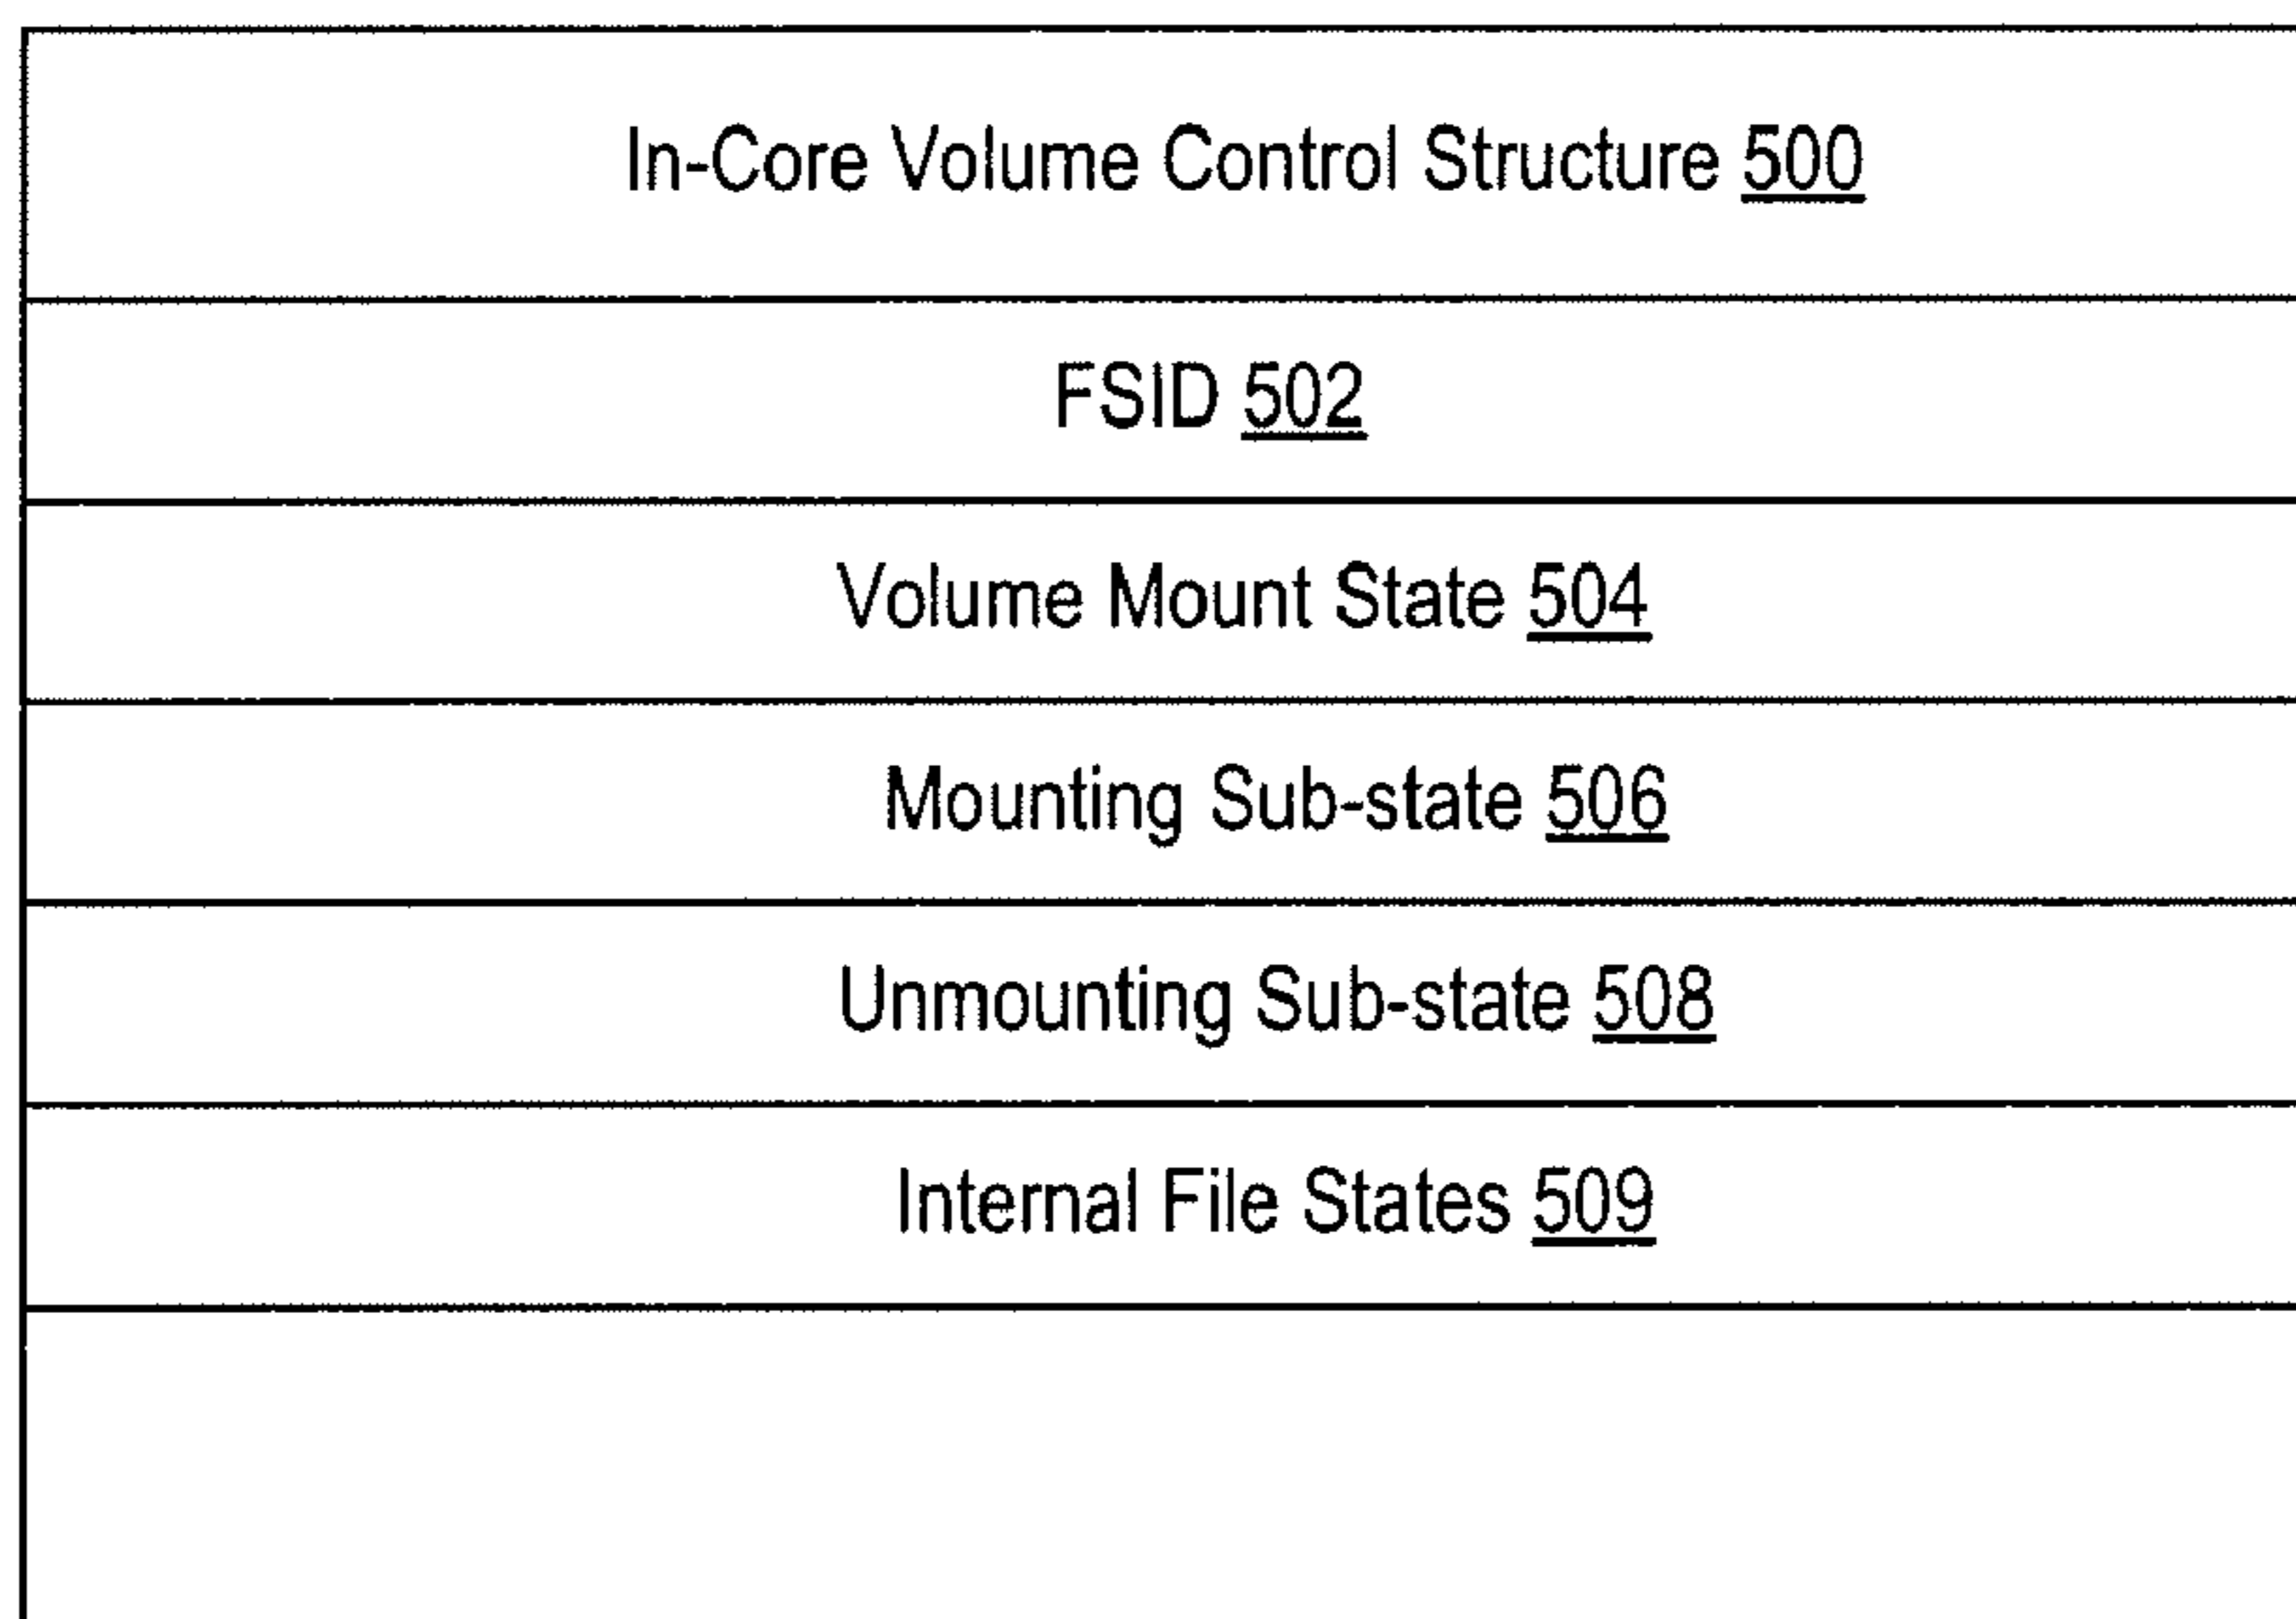 In-Core Volume Control Structure 500
FSID 502
Volume Mount State 504
Mounting Sub-state 506
Unmounting Sub-state 508
Internal File States 509